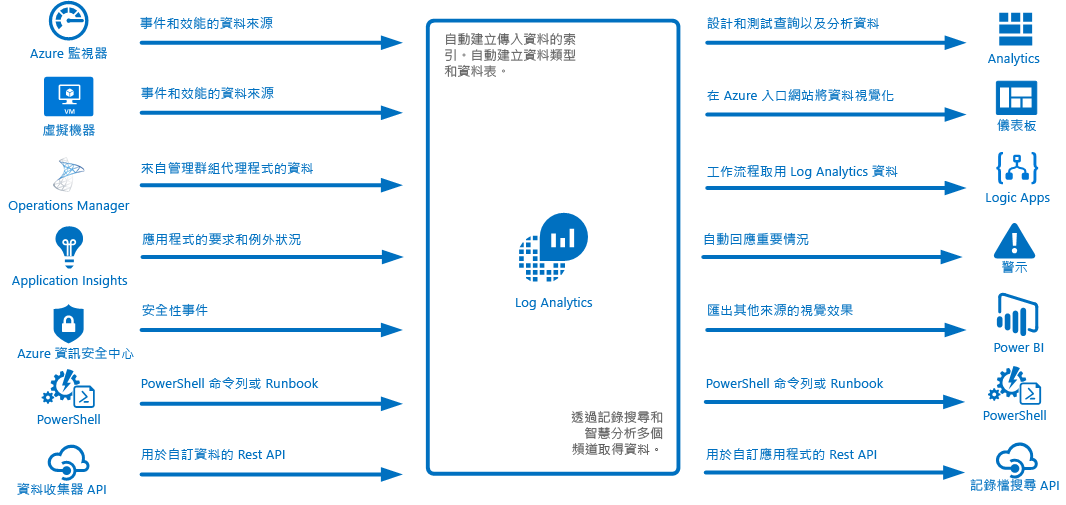 事件和效能的資料來源
Azure 監視器
事件和效能的資料來源
VM
虛擬機器
來自管理群組代理程式的資料
Operations Manager
應用程式的要求和例外狀況
Application Insights
安全性事件
Azure 資訊安全中心
PowerShell 命令列或 Runbook
PowerShell
用於自訂資料的 Rest API
資料收集器 API
自動建立傳入資料的索
引。自動建立資料類型
和資料表。
Log Analytics
透過記錄搜尋和
智慧分析多個
頻道取得資料。
設計和測試查詢以及分析資料
Analytics
在 Azure 入口網站將資料視覺化
儀表板
工作流程取用 Log Analytics 資料
Logic Apps
自動回應重要情況
警示
匯出其他來源的視覺效果
Power BI
PowerShell 命令列或 Runbook
PowerShell
用於自訂應用程式的 Rest API
記錄檔搜尋 API